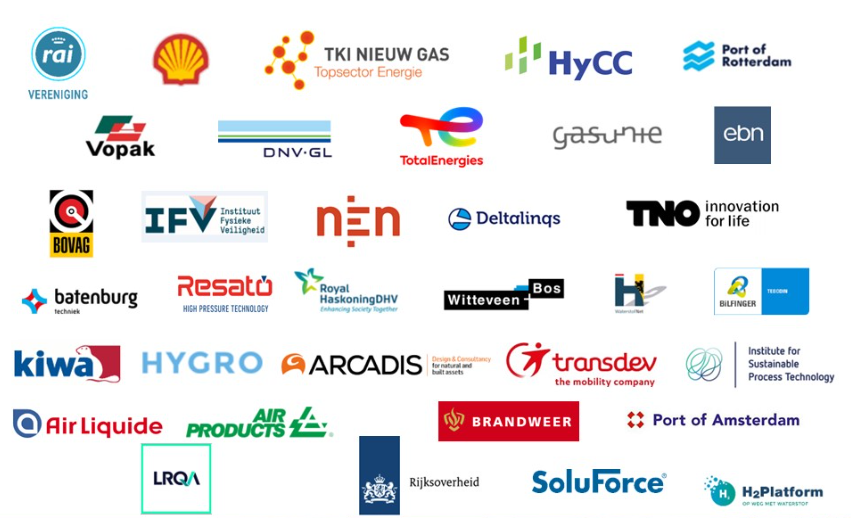 rai
VERENIGING
TKI NIEUW GAS
Topsector Energie
HyCC
Port of
Rotterdam
Vopak
DNV·GL
TotalEnergies
gasunie
ebn
BOVAG
IFV
Instituut
Fysieke
Veiligheid
nen
Deltalinqs
TNO
innovation
for life
batenburg
techniek
Resato
HIGH PRESSURE TECHNOLOGY
Royal
HaskoningDHV
Enhancing Society Together
Witteveen
Bos
H
WaterstofNet
BILFINGER
TEBODIN
kiwa
HYGRO
ARCADIS
Design & Consultancy
for natural and
built assets
transdev
the mobility company
Institute for
Sustainable
Process Technology
Air Liquide
AIR
PRODUCTS
BRANDWEER
Port of Amsterdam
LRQA
Rijksoverheid
SoluForce®
H₂
H2Platform
OP WEG MET WATERSTOF